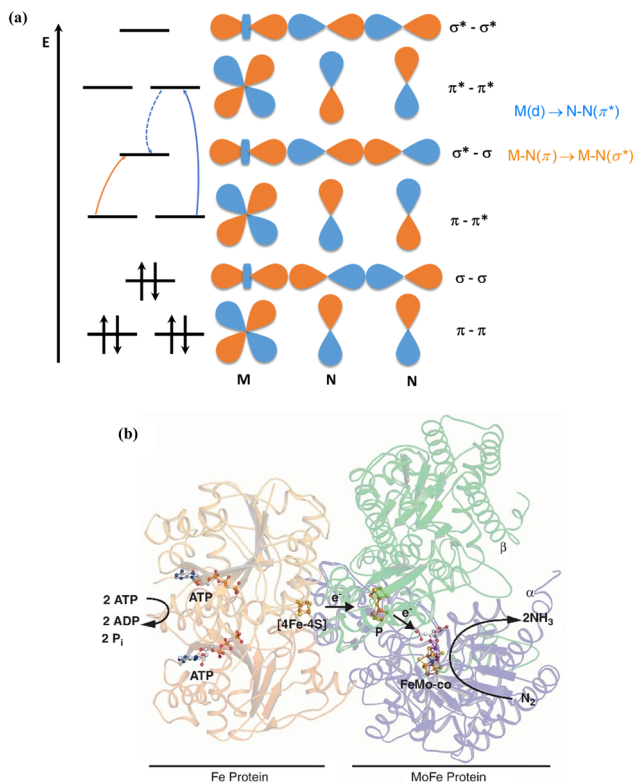 (a)
E
σ* - σ*
π* - π*
M(d) → N-N(π*)
σ* - σ
M-N(π) → M-N(σ*)
π - π*
σ - σ
π - π
M N N
(b)
β
α
2 ATP
2 ADP
2 Pi
ATP
ATP
[4Fe-4S]
e-
P
e-
2NH3
FeMo-co
N2
Fe Protein
MoFe Protein